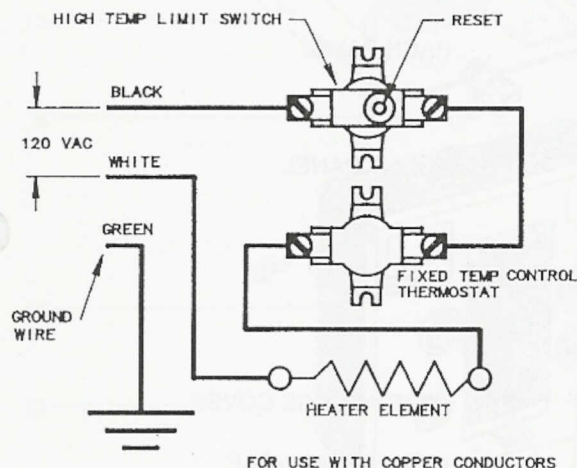 HIGH TEMP LIMIT SWITCH
RESET
BLACK
120 VAC
WHITE
GREEN
FIXED TEMP CONTROL
THERMOSTAT
GROUND
WIRE
HEATER ELEMENT
FOR USE WITH COPPER CONDUCTORS